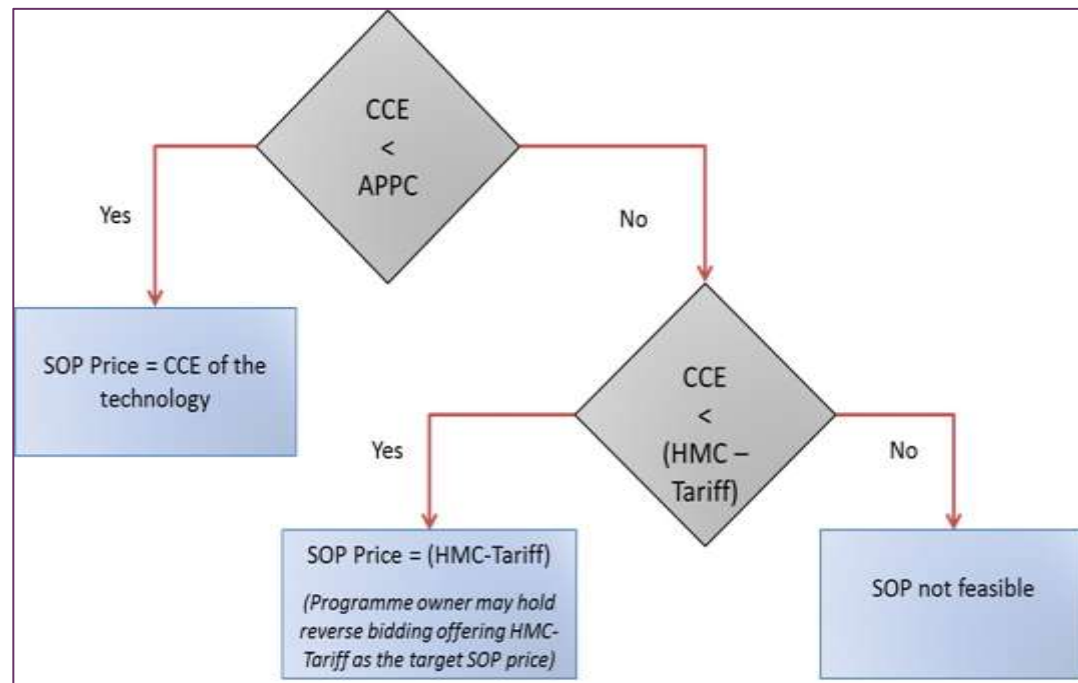 CCE
<
APPC
Yes
No
SOP Price = CCE of the
technology
CCE
<
(HMC –
Tariff)
Yes
No
SOP Price = (HMC-Tariff)
(Programme owner may hold
reverse bidding offering HMC-
Tariff as the target SOP price)
SOP not feasible